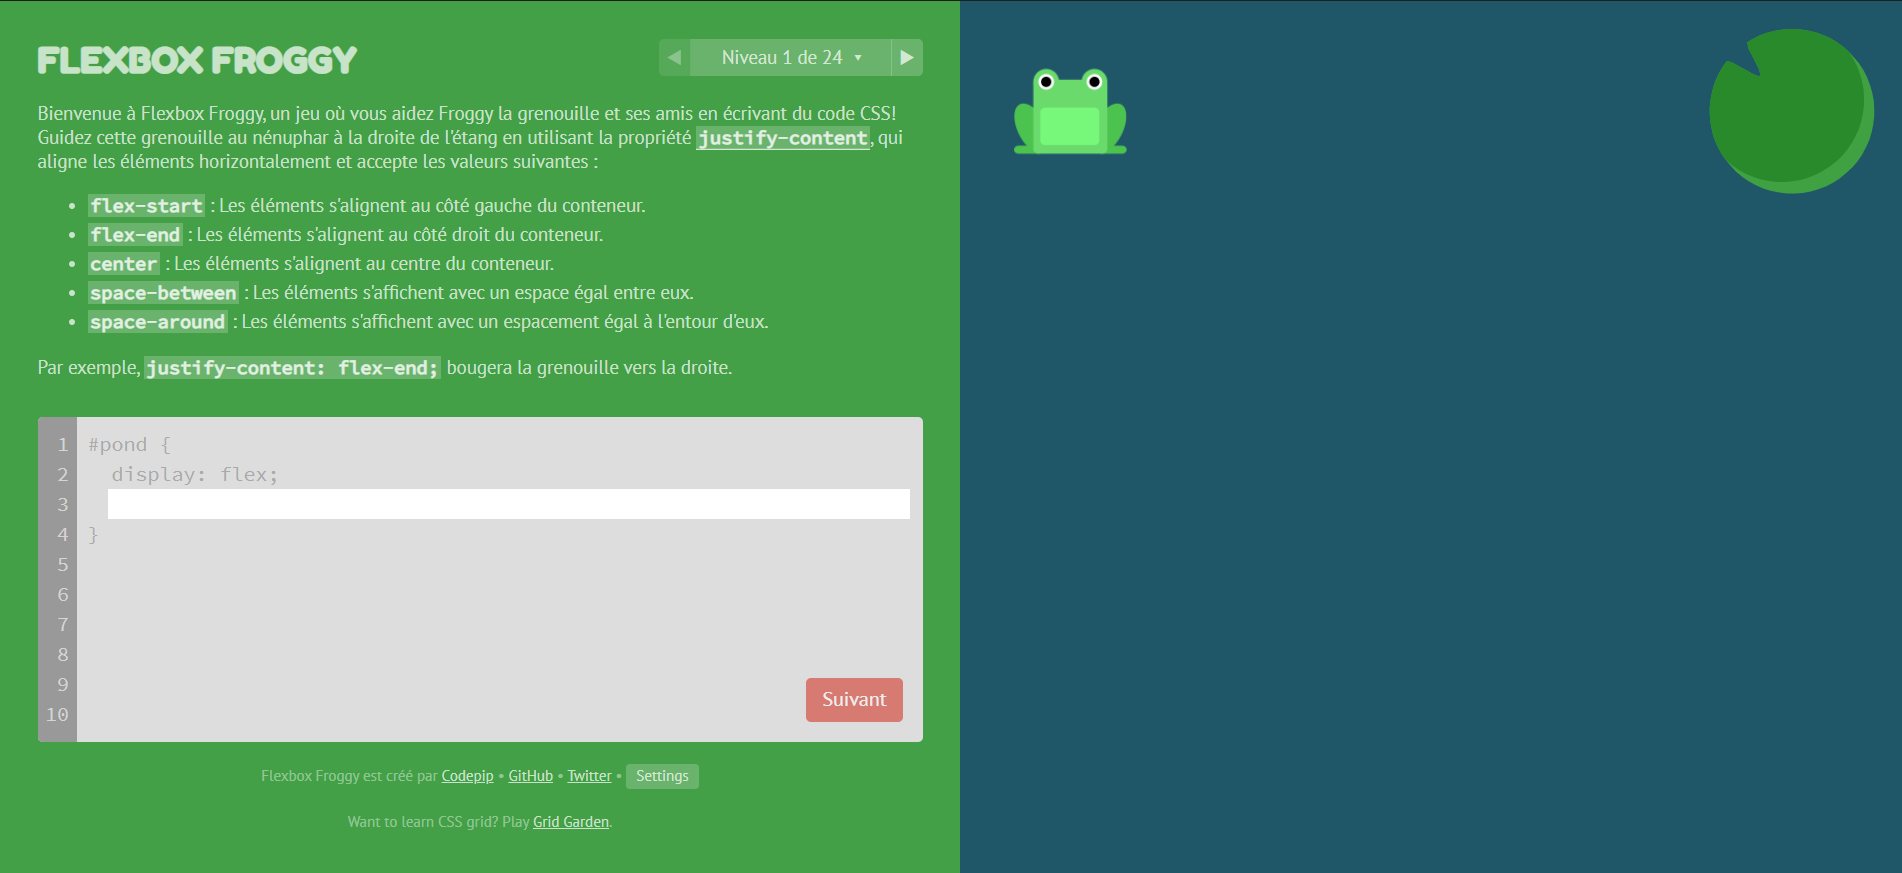 FLEXBOX FROGGY
◀ Niveau 1 de 24 ▾ ▶
Bienvenue à Flexbox Froggy, un jeu où vous aidez Froggy la grenouille et ses amis en écrivant du code CSS!
Guidez cette grenouille au nénuphar à la droite de l'étang en utilisant la propriété justify-content, qui
aligne les éléments horizontalement et accepte les valeurs suivantes :
• flex-start : Les éléments s'alignent au côté gauche du conteneur.
• flex-end : Les éléments s'alignent au côté droit du conteneur.
• center : Les éléments s'alignent au centre du conteneur.
• space-between : Les éléments s'affichent avec un espace égal entre eux.
• space-around : Les éléments s'affichent avec un espacement égal à l'entour d'eux.
Par exemple, justify-content: flex-end; bougera la grenouille vers la droite.
1 #pond {
2 display: flex;
3
4 }
5
6
7
8
9
10
Suivant
Flexbox Froggy est créé par Codepip • GitHub • Twitter • Settings
Want to learn CSS grid? Play Grid Garden.